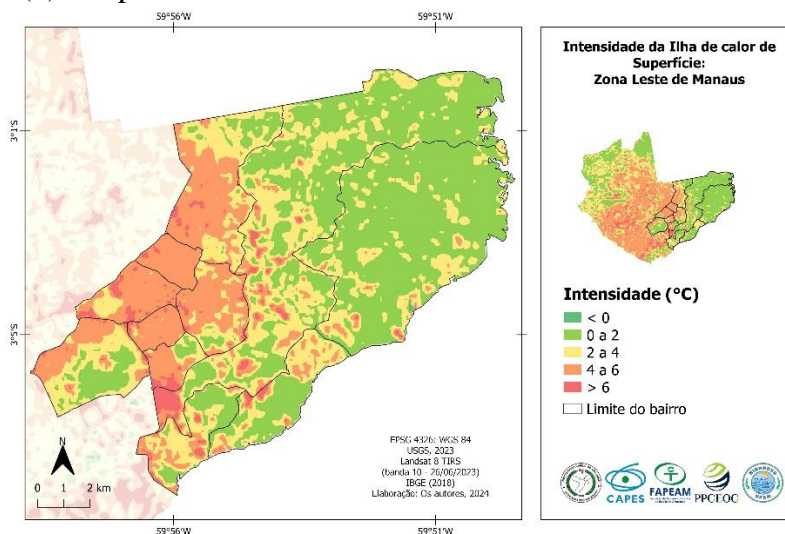 59°56'W
59°51'W
3°1'S
3°5'S
N
0 1 2 km
EPSG 4326: WGS 84
USGS, 2023
Landsat 8 TIRS
(banda 10 - 26/06/2023)
IBGE (2018)
Elaboração: Os autores, 2024
59°56'W
59°51'W
Intensidade da Ilha de calor de
Superfície:
Zona Leste de Manaus
Intensidade (°C)
< 0
0 a 2
2 a 4
4 a 6
> 6
Limite do bairro
CAPES
FAPEAM
PPGEOG